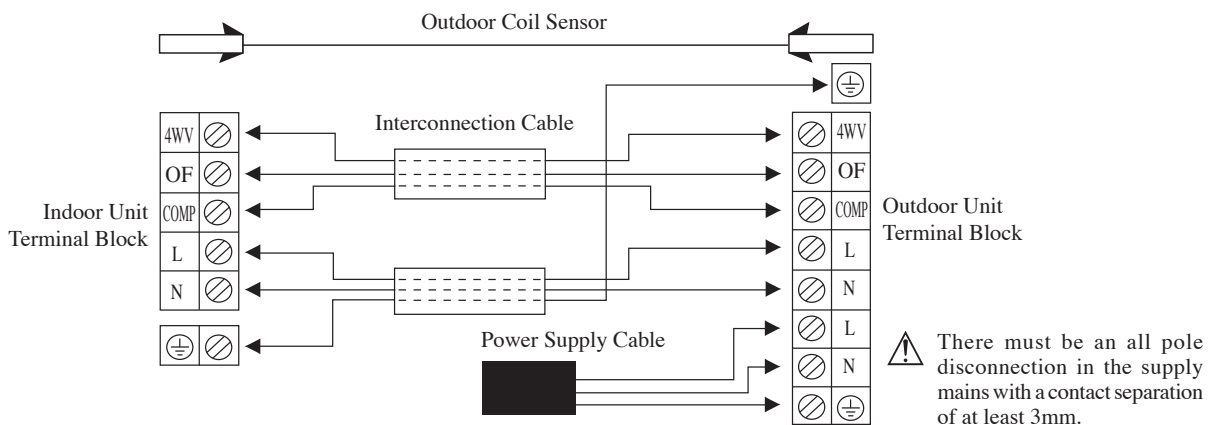 Outdoor Coil Sensor
Interconnection Cable
4WV
OF
COMP
L
N
Indoor Unit
Terminal Block
4WV
OF
COMP
L
N
L
N
Outdoor Unit
Terminal Block
Power Supply Cable
There must be an all pole
disconnection in the supply
mains with a contact separation
of at least 3mm.